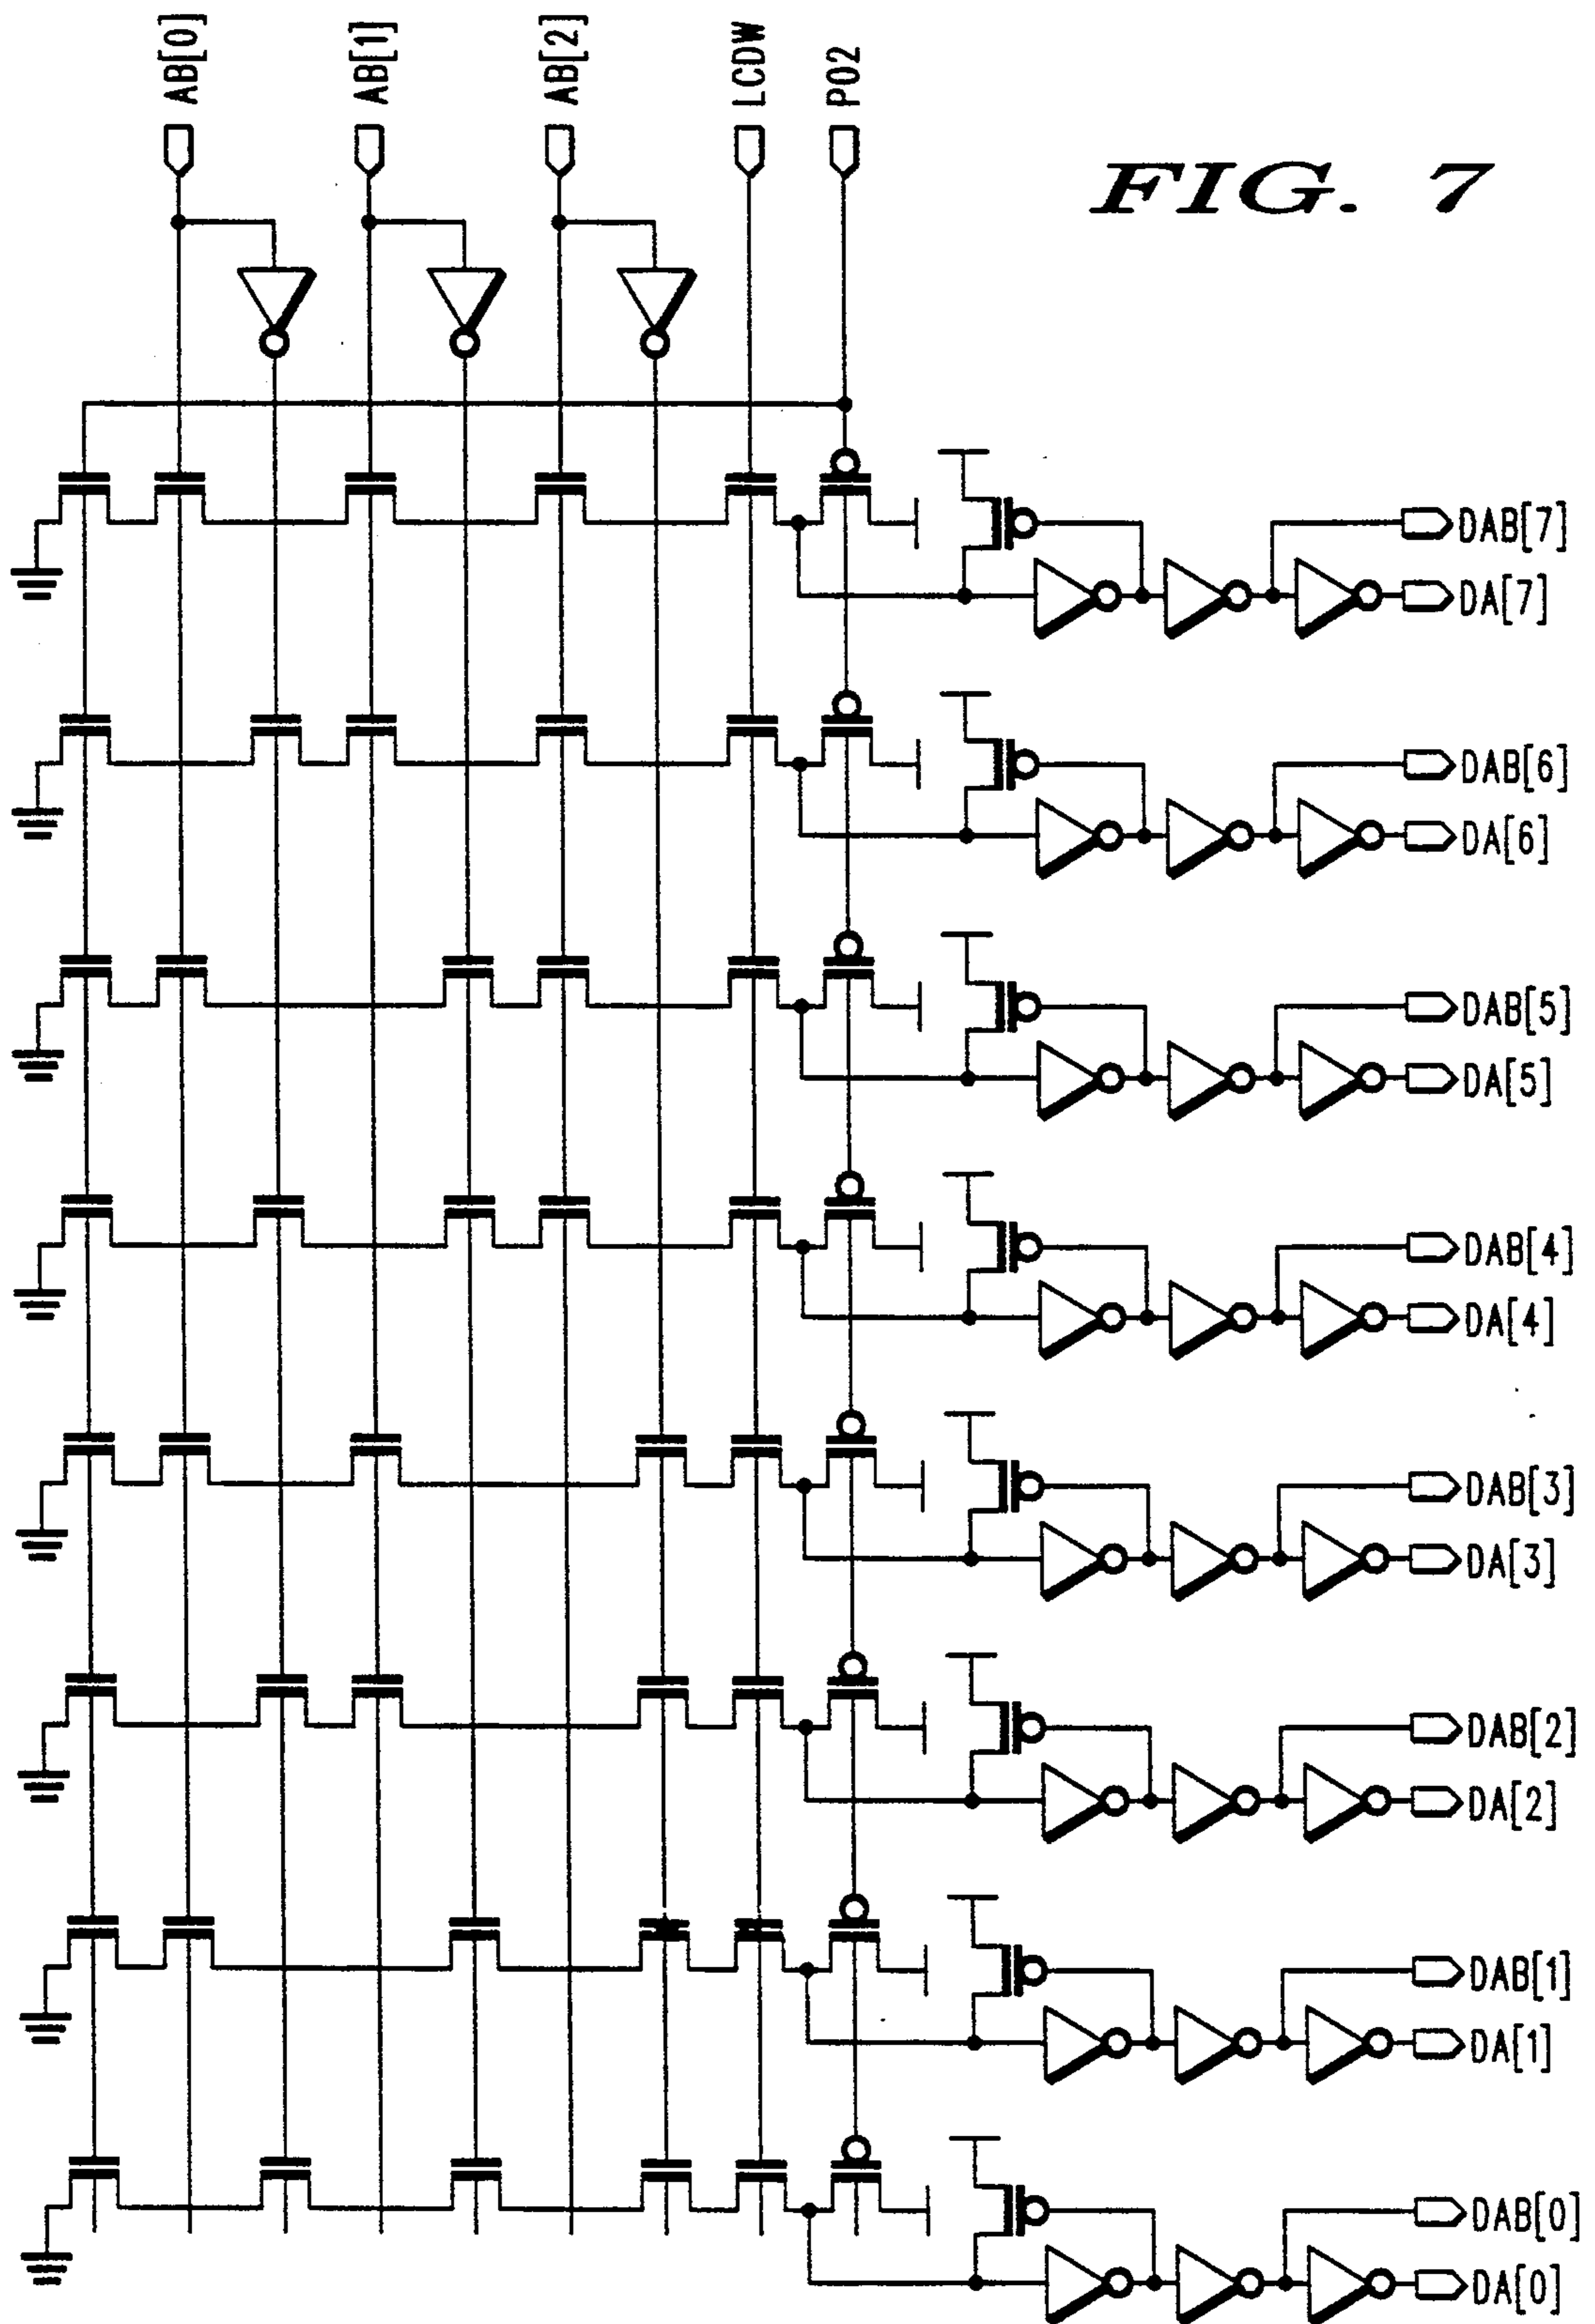 AB[0]
AB[1]
AB[2]
LCDW
P02
FIG. 7
DAB[7]
DA[7]
DAB[6]
DA[6]
DAB[5]
DA[5]
DAB[4]
DA[4]
DAB[3]
DA[3]
DAB[2]
DA[2]
DAB[1]
DA[1]
DAB[0]
DA[0]